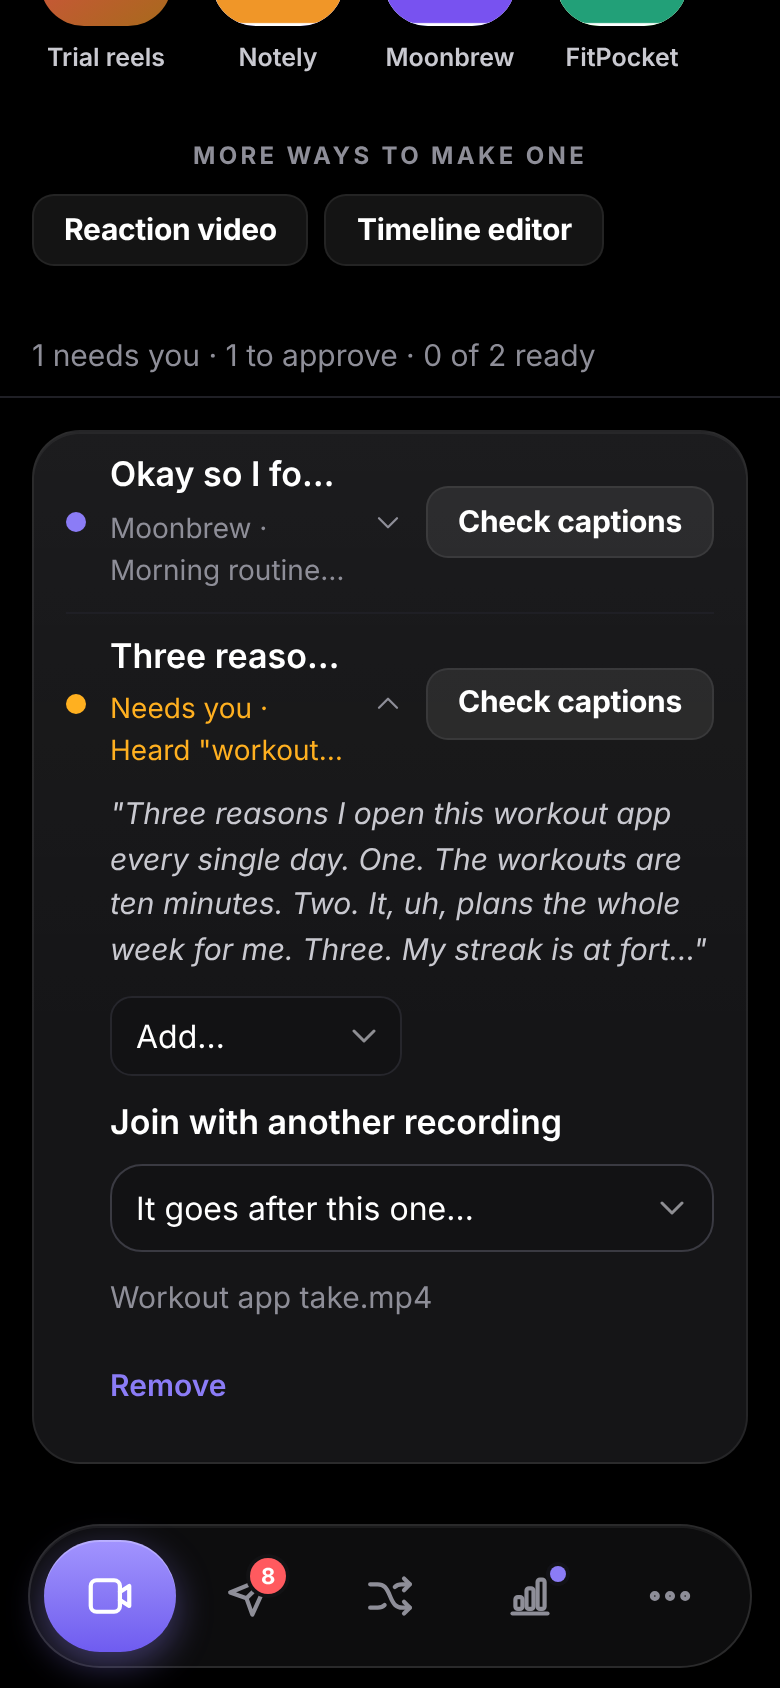 Trial reels
Notely
Moonbrew
FitPocket
MORE WAYS TO MAKE ONE
Reaction video
Timeline editor
1 needs you · 1 to approve · 0 of 2 ready
Okay so I fo...
Moonbrew ·
Morning routine...
Check captions
Three reaso...
Needs you ·
Heard "workout...
Check captions
"Three reasons I open this workout app
every single day. One. The workouts are
ten minutes. Two. It, uh, plans the whole
week for me. Three. My streak is at fort..."
Add...
Join with another recording
It goes after this one...
Workout app take.mp4
Remove
8